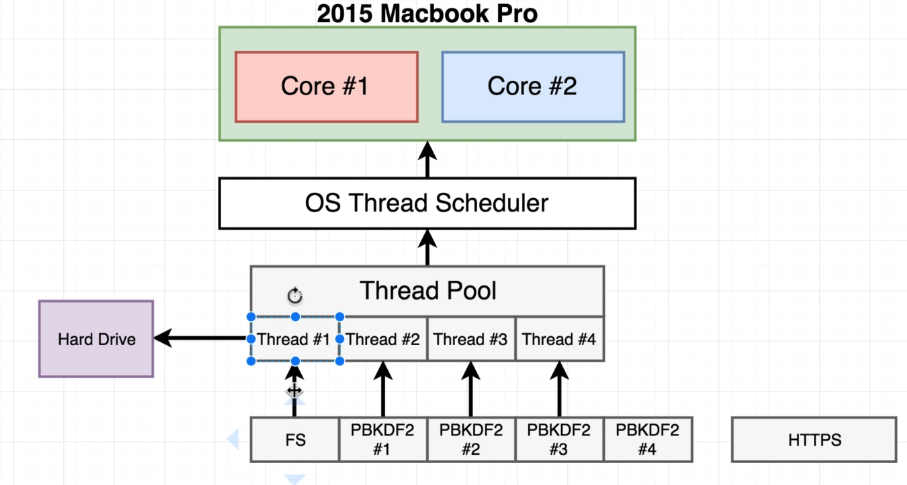 2015 Macbook Pro
Core #1
Core #2
OS Thread Scheduler
Thread Pool
Hard Drive
Thread #1
Thread #2
Thread #3
Thread #4
FS
PBKDF2
#1
PBKDF2
#2
PBKDF2
#3
PBKDF2
#4
HTTPS